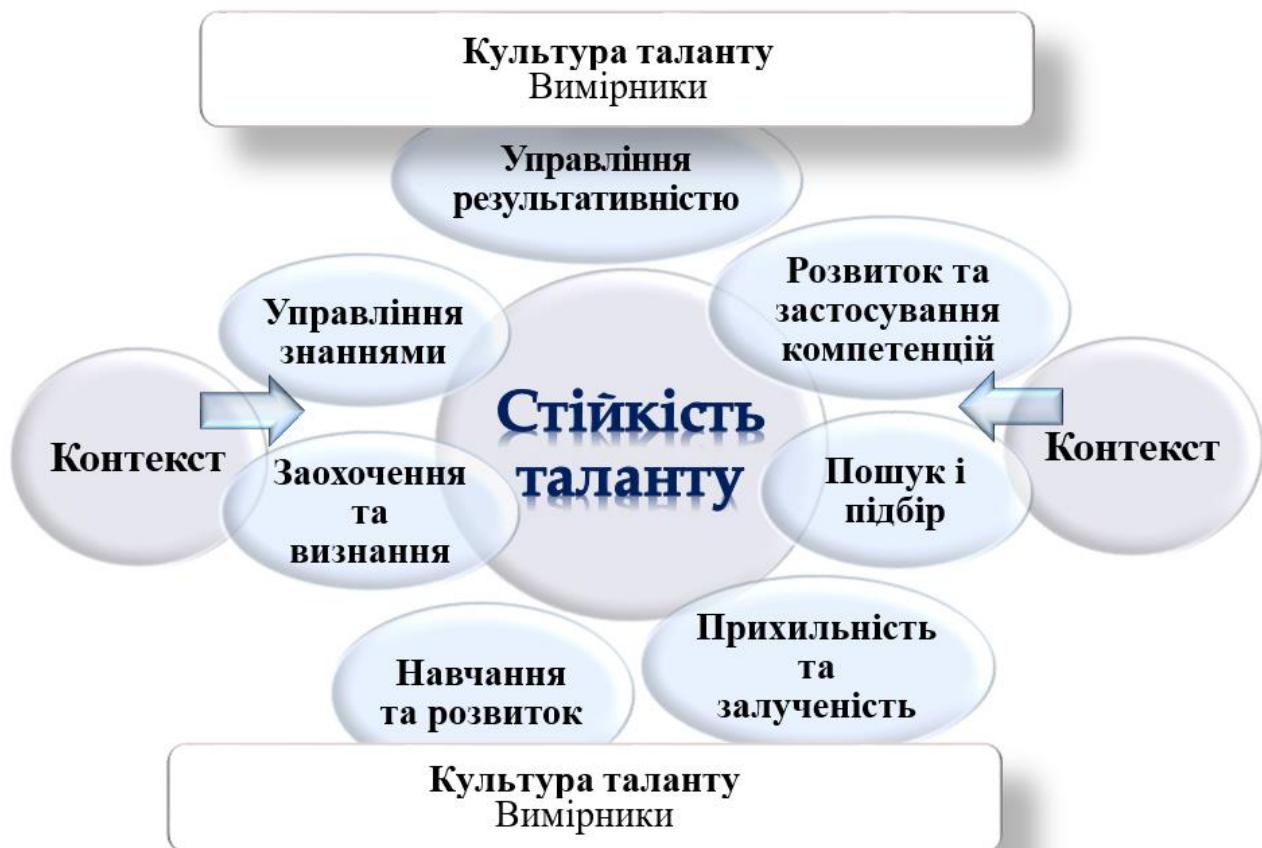 Культура таланту
Вимірники
Управління
результативністю
Розвиток та
застосування
компетенцій
Управління
знаннями
Контекст
Стійкість
таланту
Контекст
Заохочення
та
визнання
Пошук і
підбір
Прихильність
та
залученість
Навчання
та розвиток
Культура таланту
Вимірники